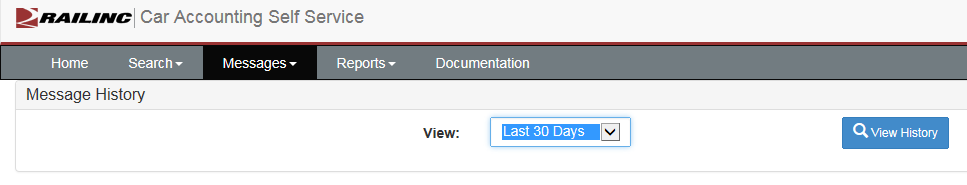 RAILINC Car Accounting Self Service
Home Search Messages Reports Documentation
Message History
View: Last 30 Days View History